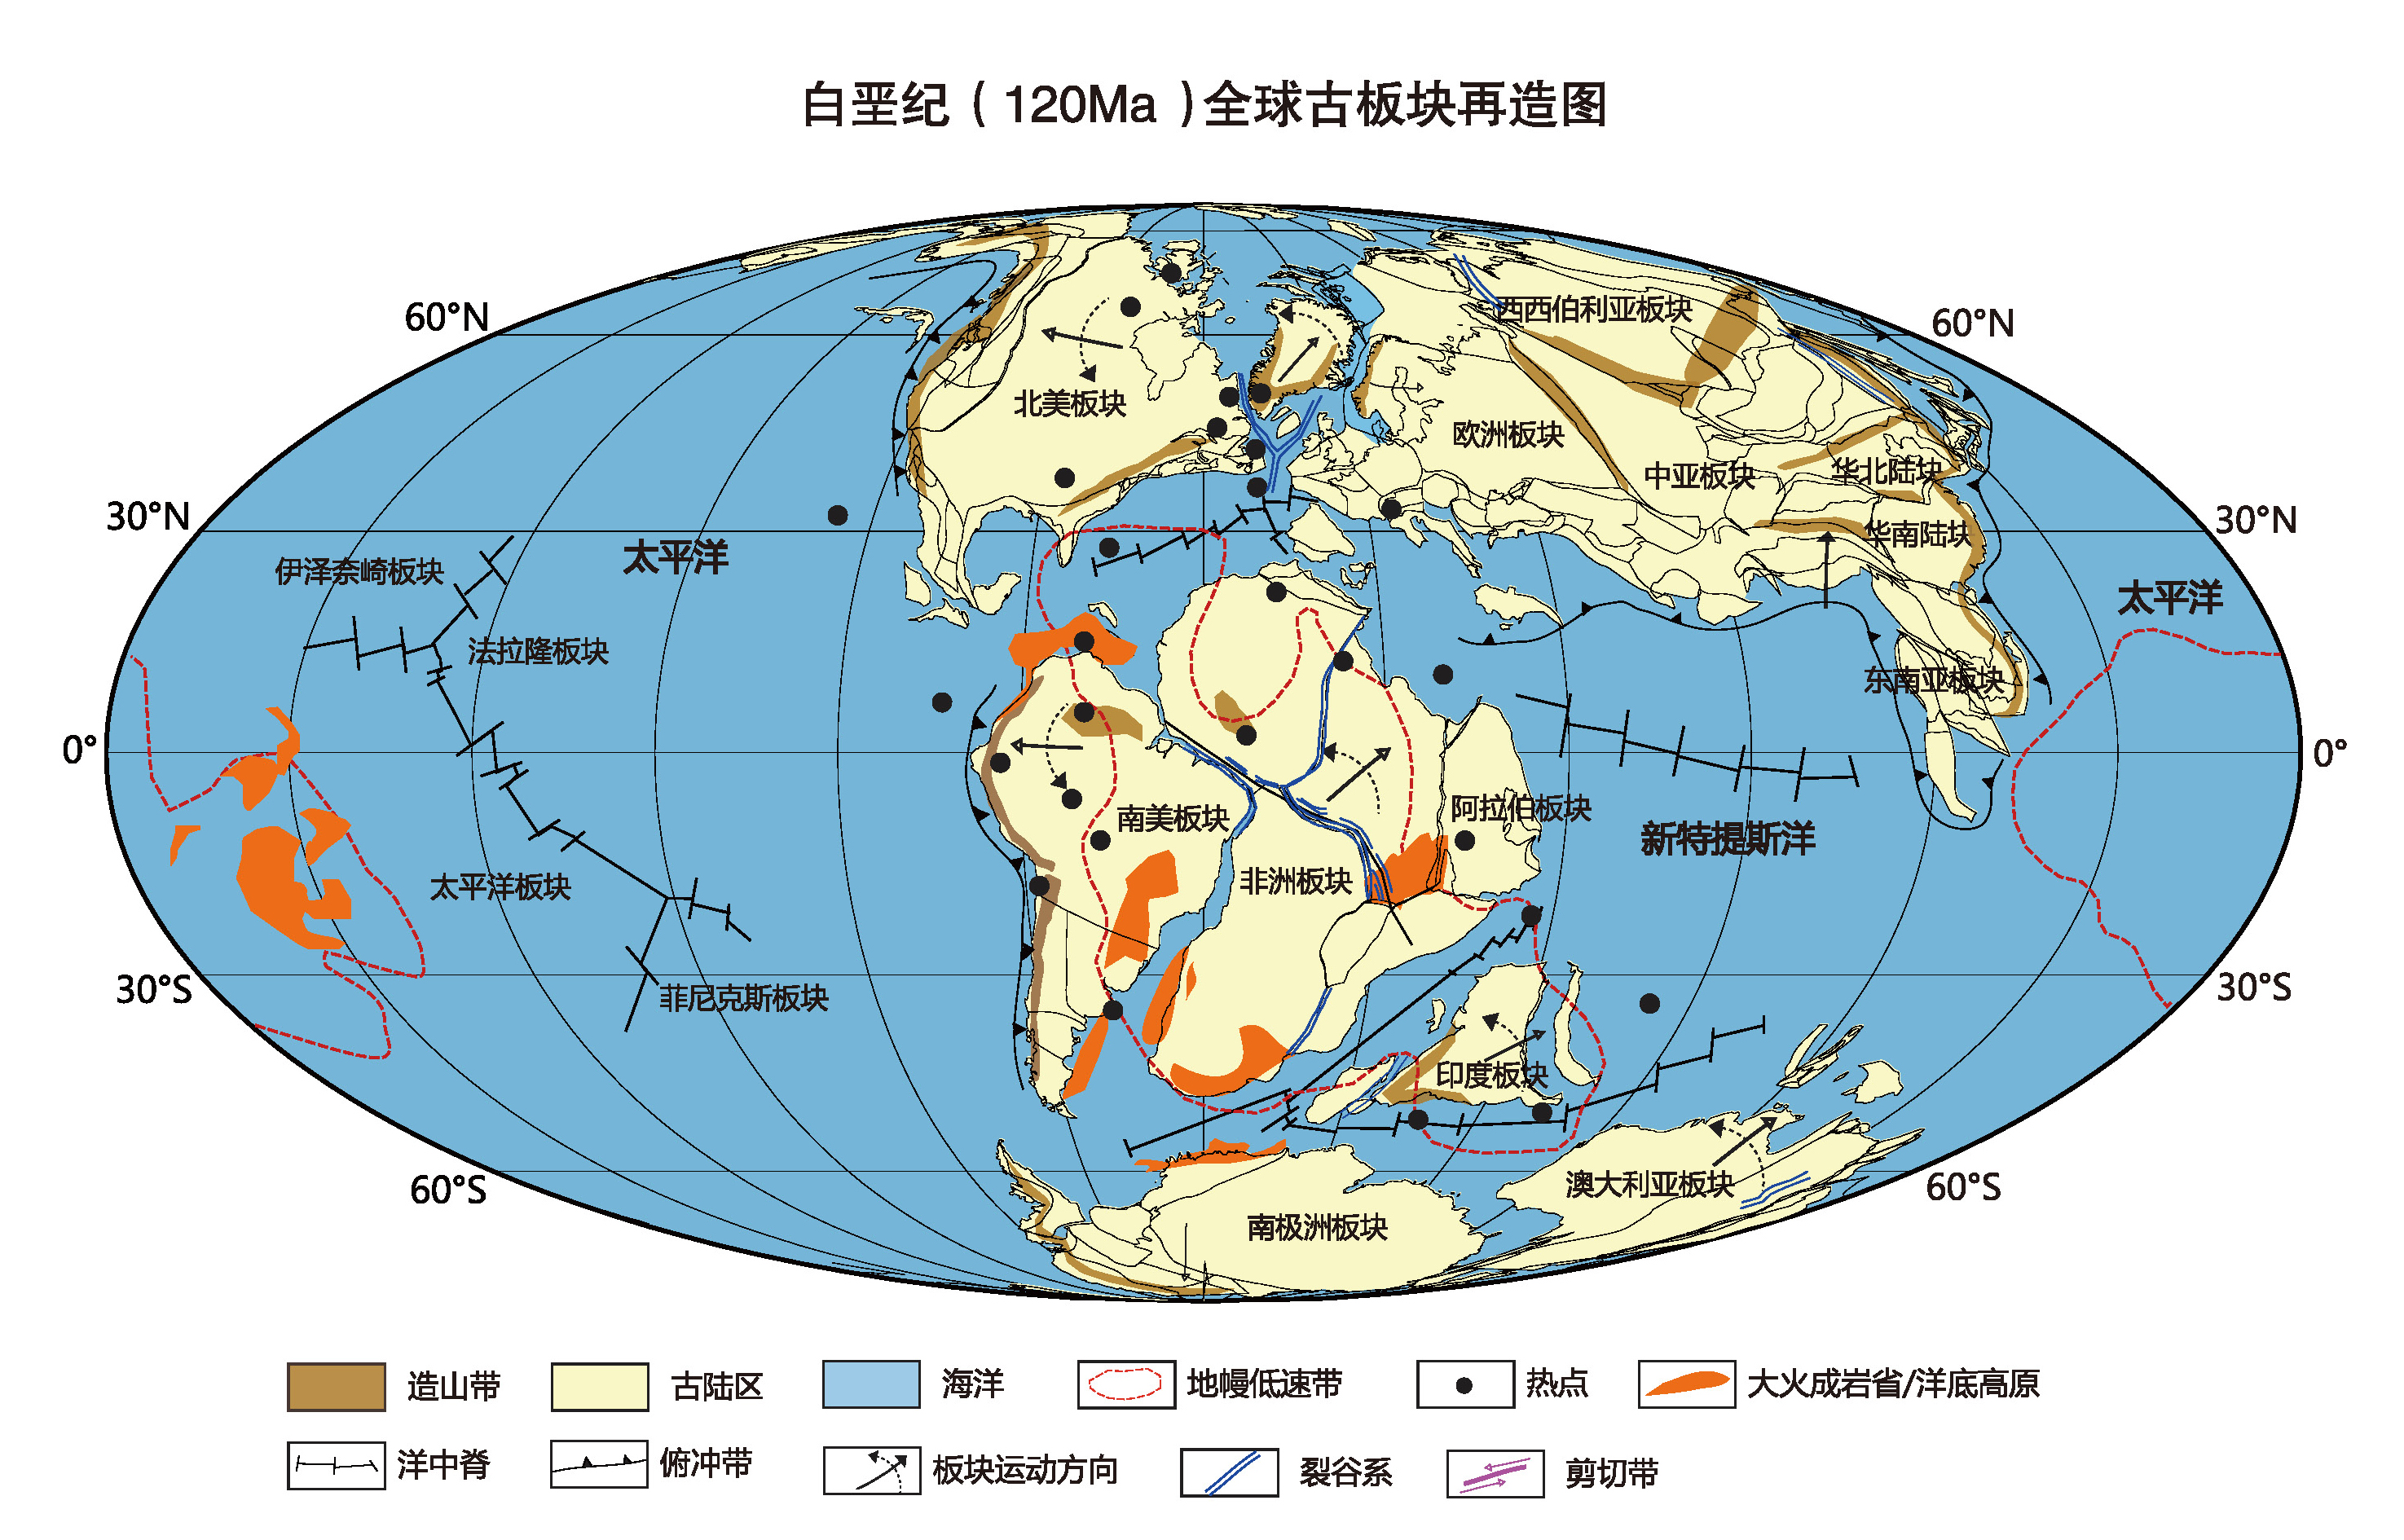 白垩纪（120Ma）全球古板块再造图
60°N
60°N
西西伯利亚板块
北美板块
欧洲板块
中亚板块
华北陆块
30°N
30°N
华南陆块
太平洋
伊泽奈崎板块
太平洋
法拉隆板块
东南亚板块
0°
0°
南美板块
阿拉伯板块
新特提斯洋
太平洋板块
非洲板块
30°S
30°S
菲尼克斯板块
印度板块
60°S
60°S
澳大利亚板块
南极洲板块
造山带
古陆区
海洋
地幔低速带
热点
大火成岩省/洋底高原
洋中脊
俯冲带
板块运动方向
裂谷系
剪切带